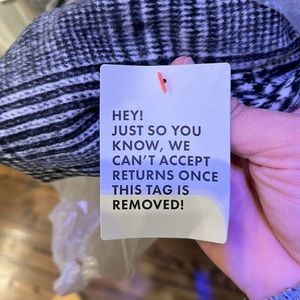 HEY!
JUST SO YOU
KNOW, WE
CAN'T ACCEPT
RETURNS ONCE
THIS TAG IS
REMOVED!